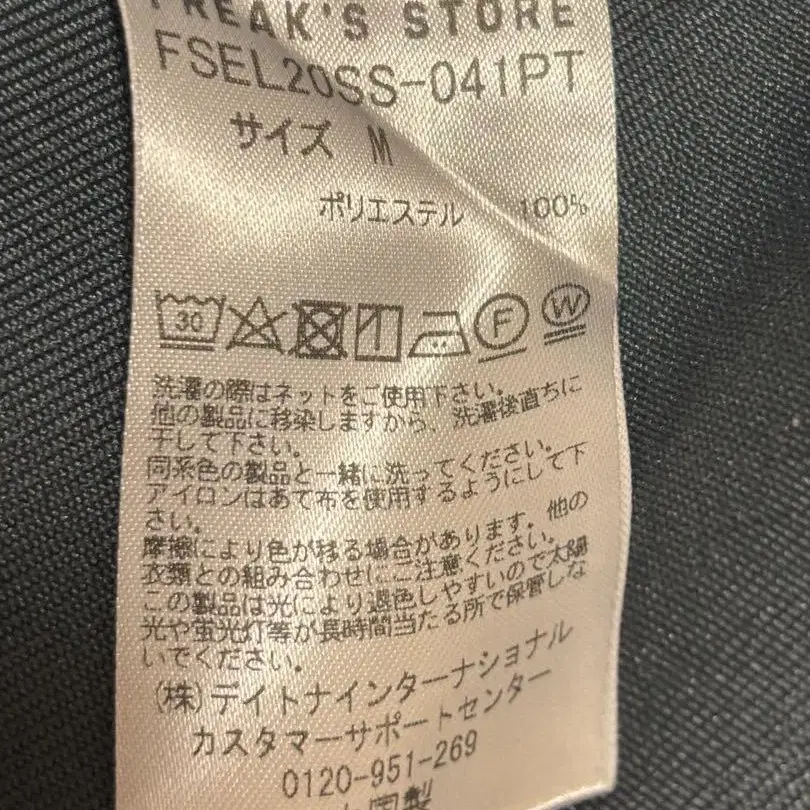 FREAK'S STORE
FSEL20SS-041PT
サイズ M
ポリエステル 100%
30
F
W
洗濯の際はネットをご使用下さい。
他の製品に移染しますから、洗濯後直ちに
干して下さい。
同系色の製品と一緒に洗ってください。
アイロンはあて布を使用するようにして下
さい。
摩擦により色が移る場合があります。他の
衣類との組み合わせにご注意ください。
この製品は光により退色しやすいので太陽
光や蛍光灯等が長時間当たる所で保管しな
いでください。
(株)デイトナインターナショナル
カスタマーサポートセンター
0120-951-269
国製